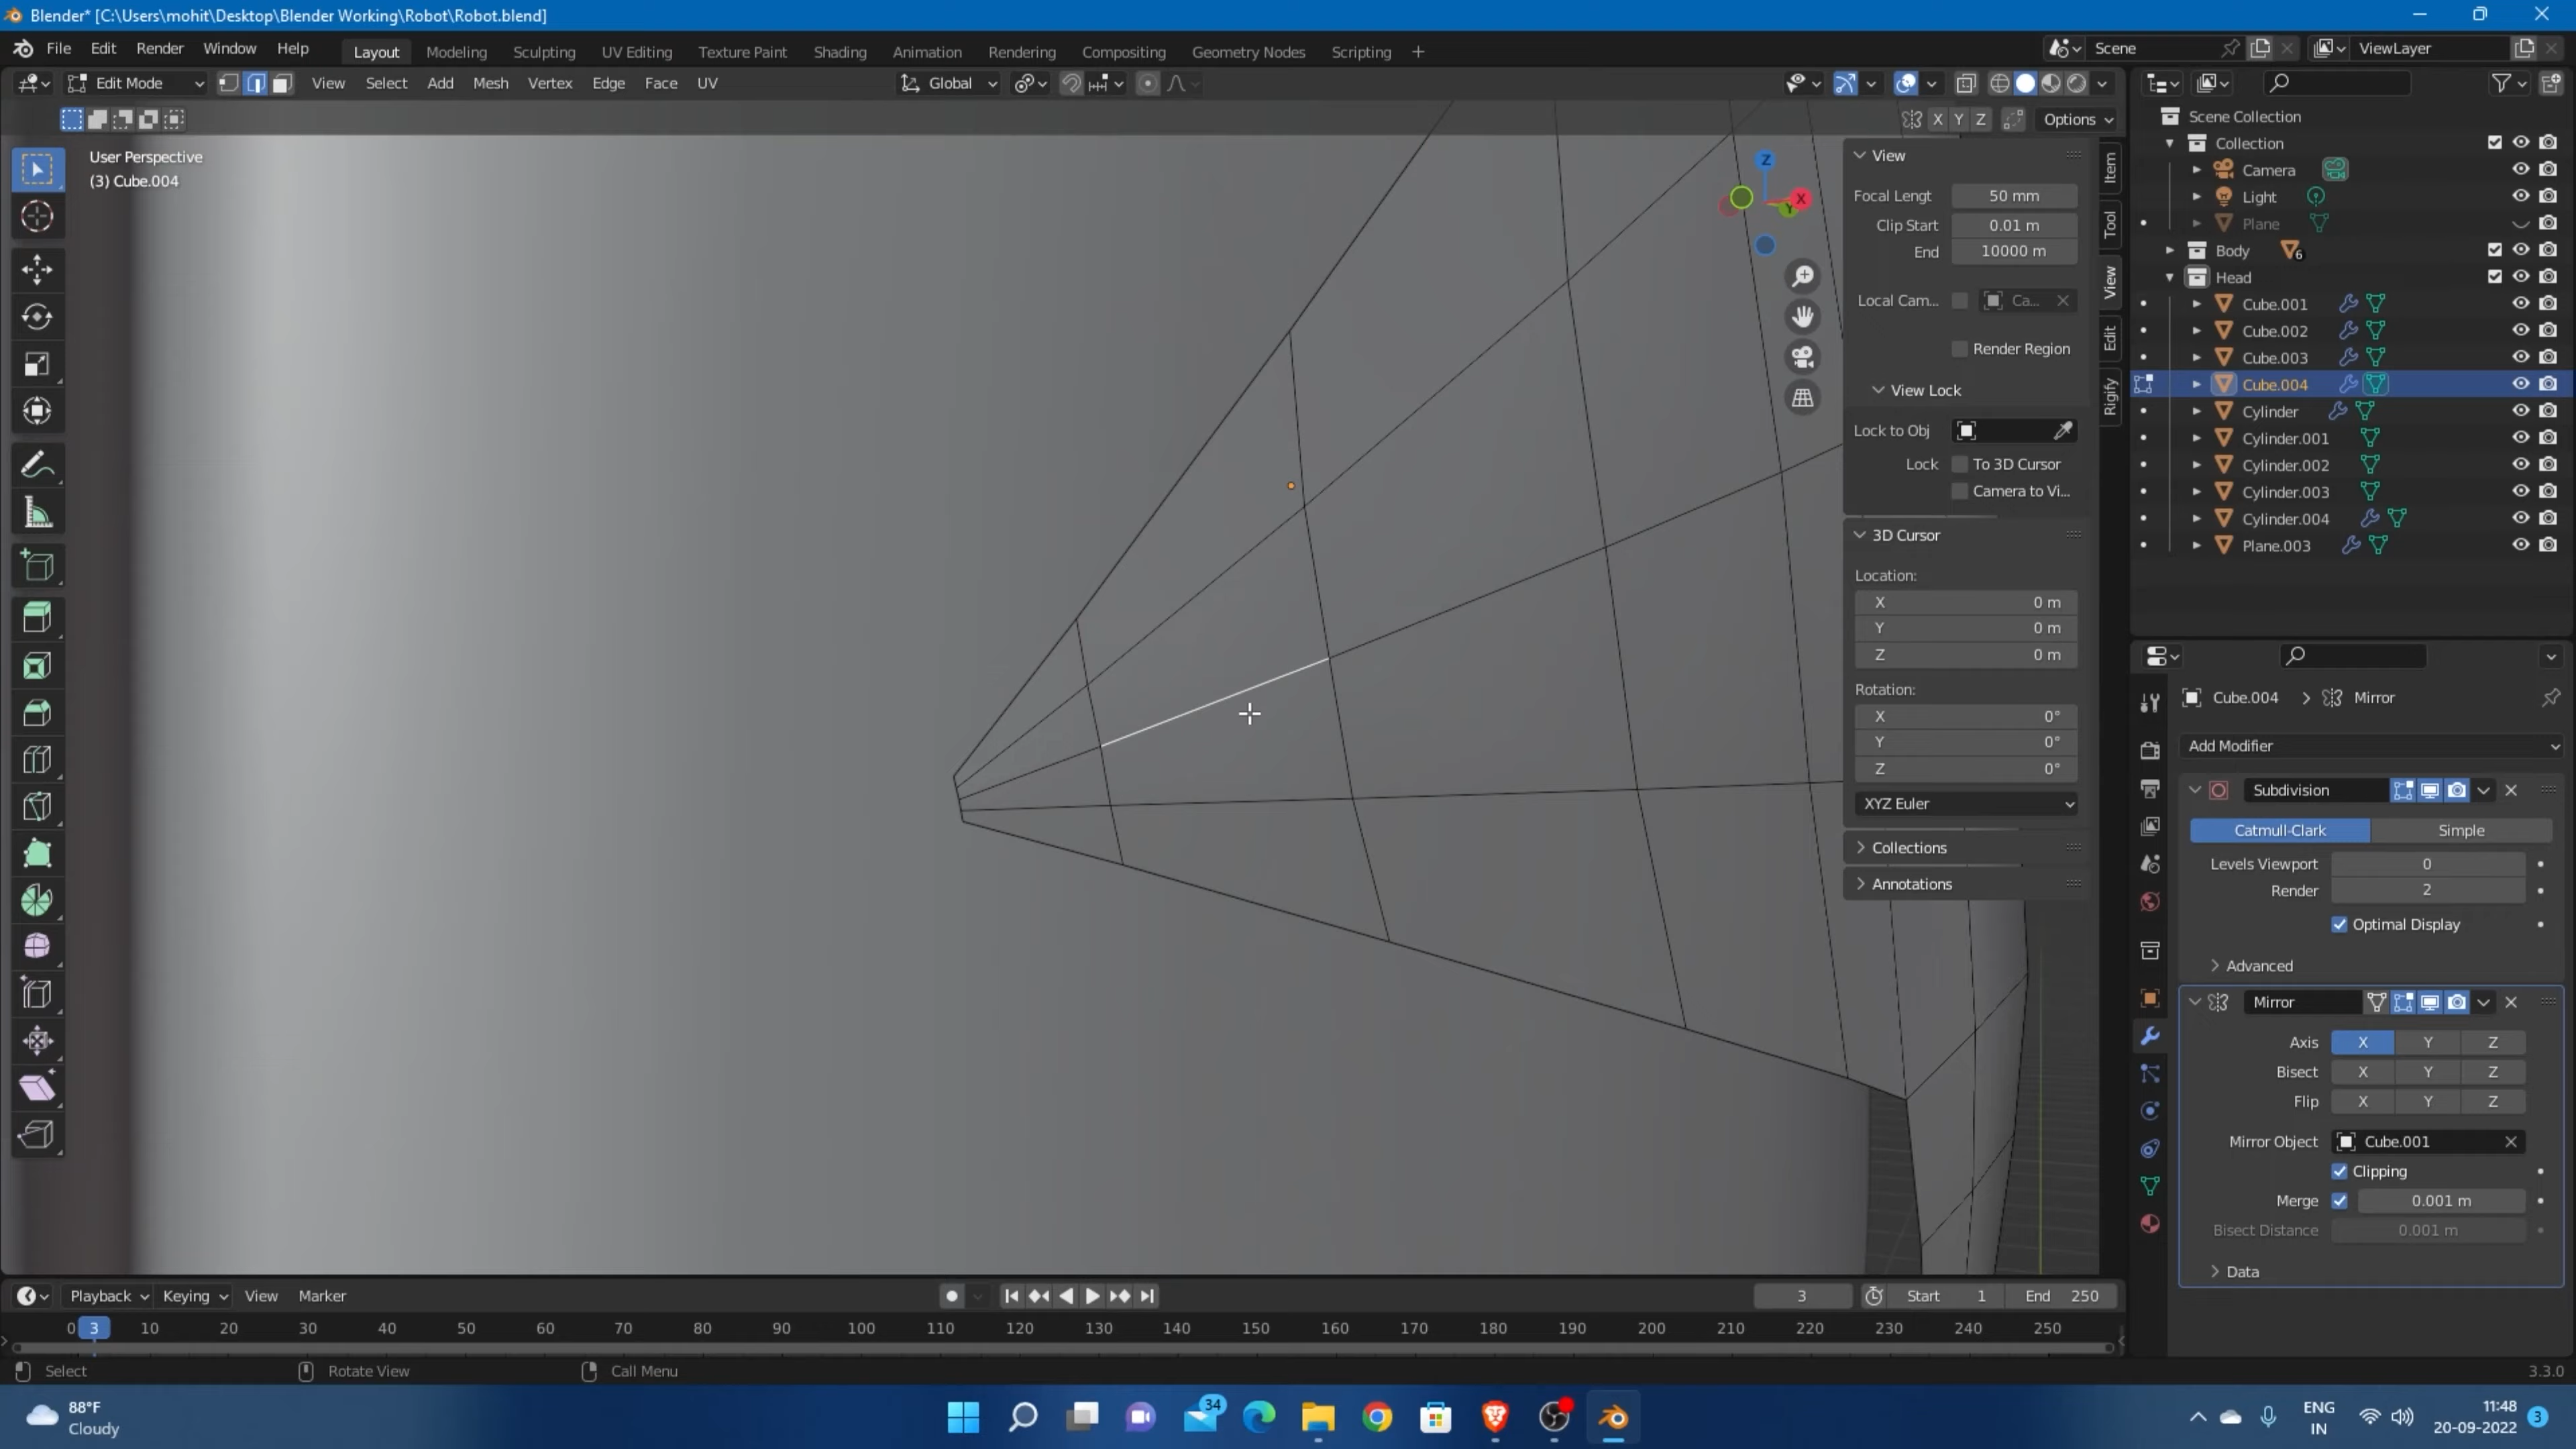 Blender* [C:\Users\mohit\Desktop\Blender Working\Robot\Robot.blend]
File Edit Render Window Help
Layout Modeling Sculpting UV Editing Texture Paint Shading Animation Rendering Compositing Geometry Nodes Scripting +
Scene
ViewLayer
Edit Mode
View Select Add Mesh Vertex Edge Face UV
Global
X Y Z
Options
User Perspective
(3) Cube.004
Z
X
Y
View
Focal Lengt 50 mm
Clip Start 0.01 m
End 10000 m
Local Cam... Ca...
Render Region
View Lock
Lock to Obj
Lock To 3D Cursor
Camera to Vi...
3D Cursor
Location:
X 0 m
Y 0 m
Z 0 m
Rotation:
X 0°
Y 0°
Z 0°
XYZ Euler
Collections
Annotations
Item
Tool
View
Edit
Rigify
Scene Collection
Collection
Camera
Light
Plane
Body 6
Head
Cube.001
Cube.002
Cube.003
Cube.004
Cylinder
Cylinder.001
Cylinder.002
Cylinder.003
Cylinder.004
Plane.003
Cube.004 > Mirror
Add Modifier
Subdivision
Catmull-Clark Simple
Levels Viewport 0
Render 2
Optimal Display
Advanced
Mirror
Axis X Y Z
Bisect X Y Z
Flip X Y Z
Mirror Object Cube.001
Clipping
Merge 0.001 m
Bisect Distance 0.001 m
Data
Playback Keying View Marker
3
Start 1
End 250
0 3 10 20 30 40 50 60 70 80 90 100 110 120 130 140 150 160 170 180 190 200 210 220 230 240 250
Select
Rotate View
Call Menu
3.3.0
88°F
Cloudy
34
ENG
IN
11:48
20-09-2022
3